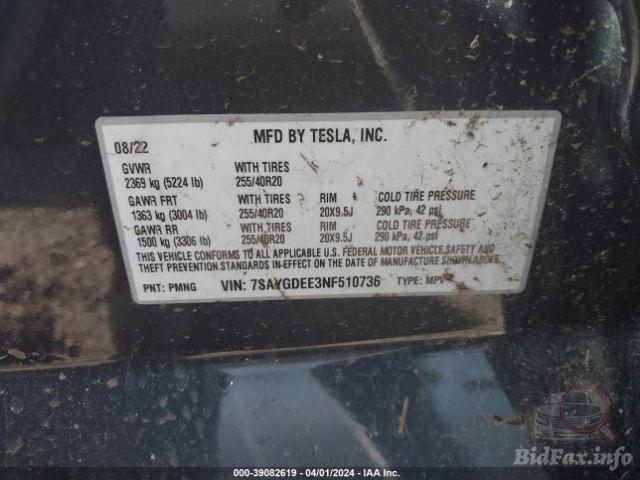 MFD BY TESLA, INC.
08/22
GVWR WITH TIRES
2369 kg (5224 lb) 255/40R20
GAWR FRT WITH TIRES RIM COLD TIRE PRESSURE
1363 kg (3004 lb) 255/40R20 20X9.5J 290 kPa, 42 psi
GAWR RR WITH TIRES RIM COLD TIRE PRESSURE
1500 kg (3306 lb) 255/40R20 20X9.5J 290 kPa, 42 psi
THIS VEHICLE CONFORMS TO ALL APPLICABLE U.S. FEDERAL MOTOR VEHICLE SAFETY AND
THEFT PREVENTION STANDARDS IN EFFECT ON THE DATE OF MANUFACTURE SHOWN ABOVE.
PNT: PMNG VIN: 7SAYGDEE3NF510736 TYPE: MPV
BidFax.info
000-39082619 - 04/01/2024 - IAA Inc.